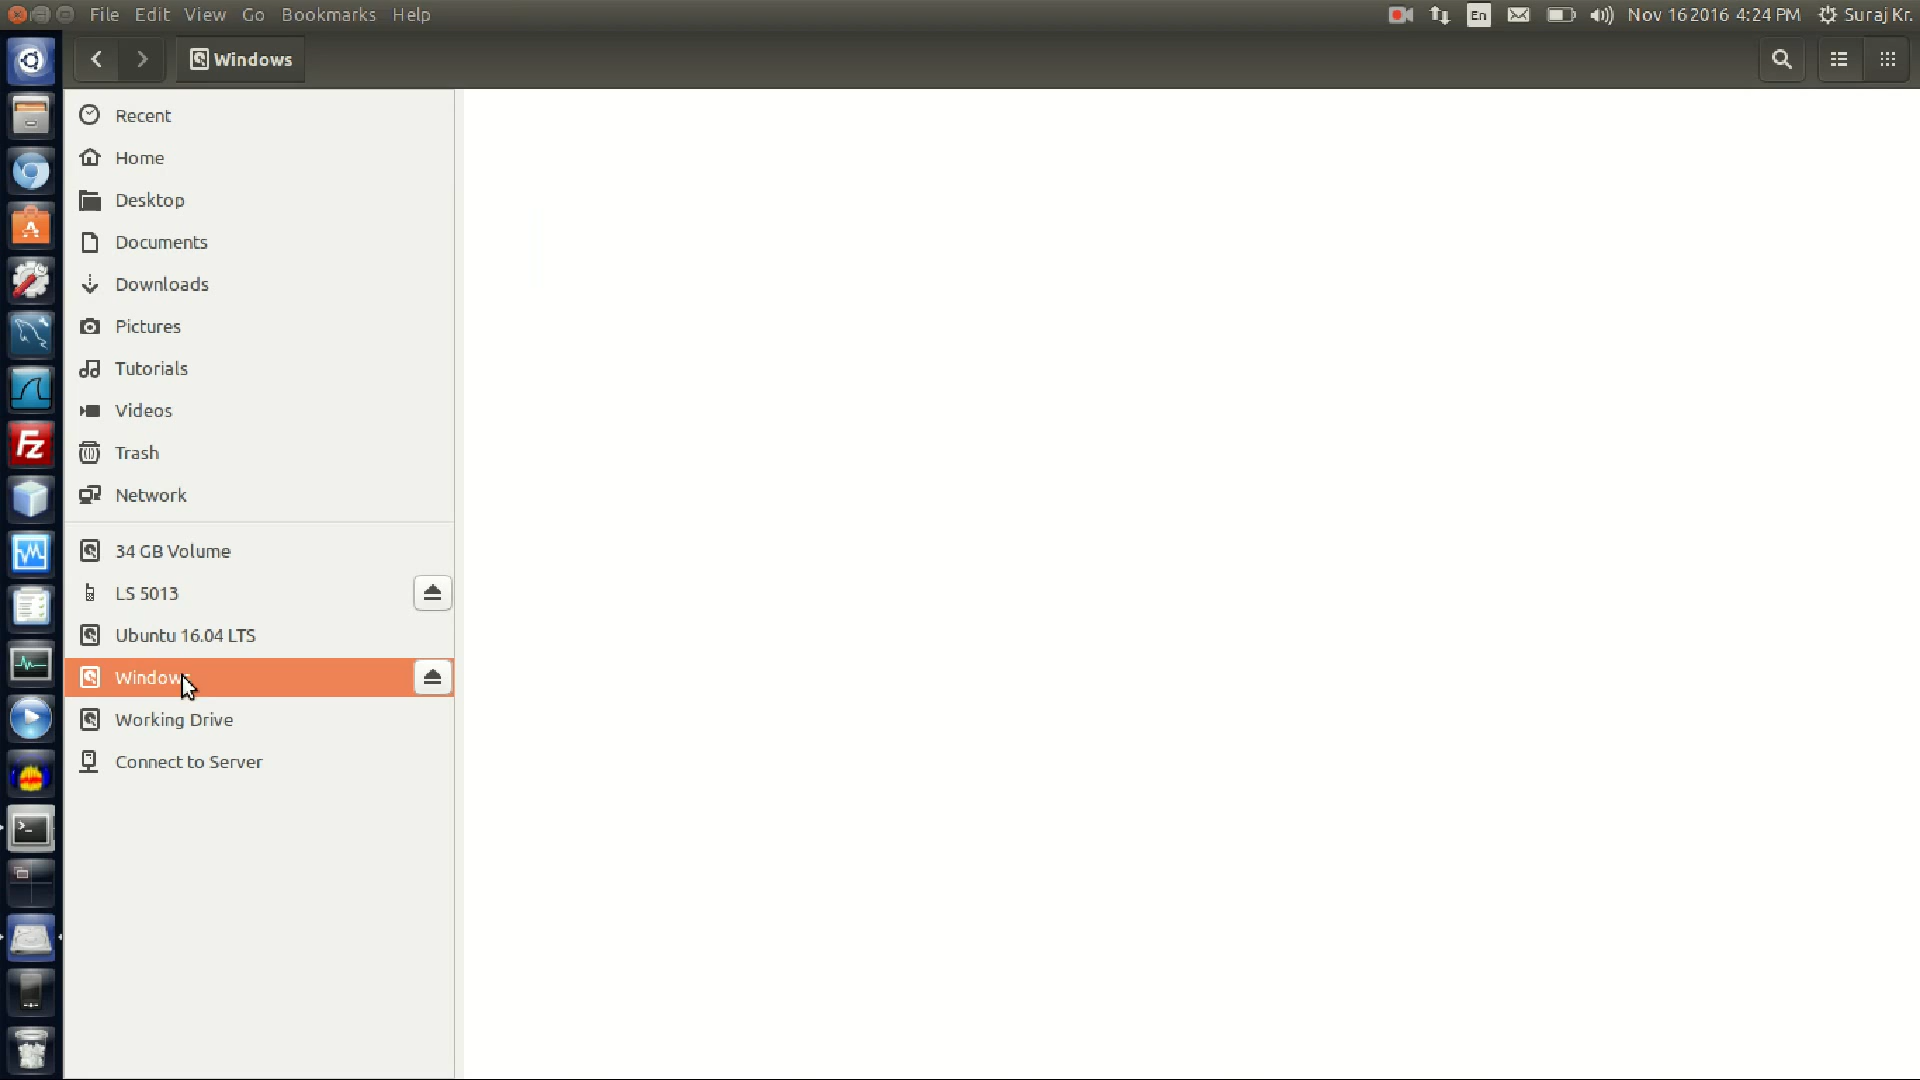 File Edit View Go Bookmarks Help
En
Nov 16 2016 4:24 PM
Suraj Kr.
Windows
Recent
Home
Desktop
Documents
Downloads
Pictures
Tutorials
Videos
Trash
Network
34 GB Volume
LS 5013
Ubuntu 16.04 LTS
Windows
Working Drive
Connect to Server
Fz